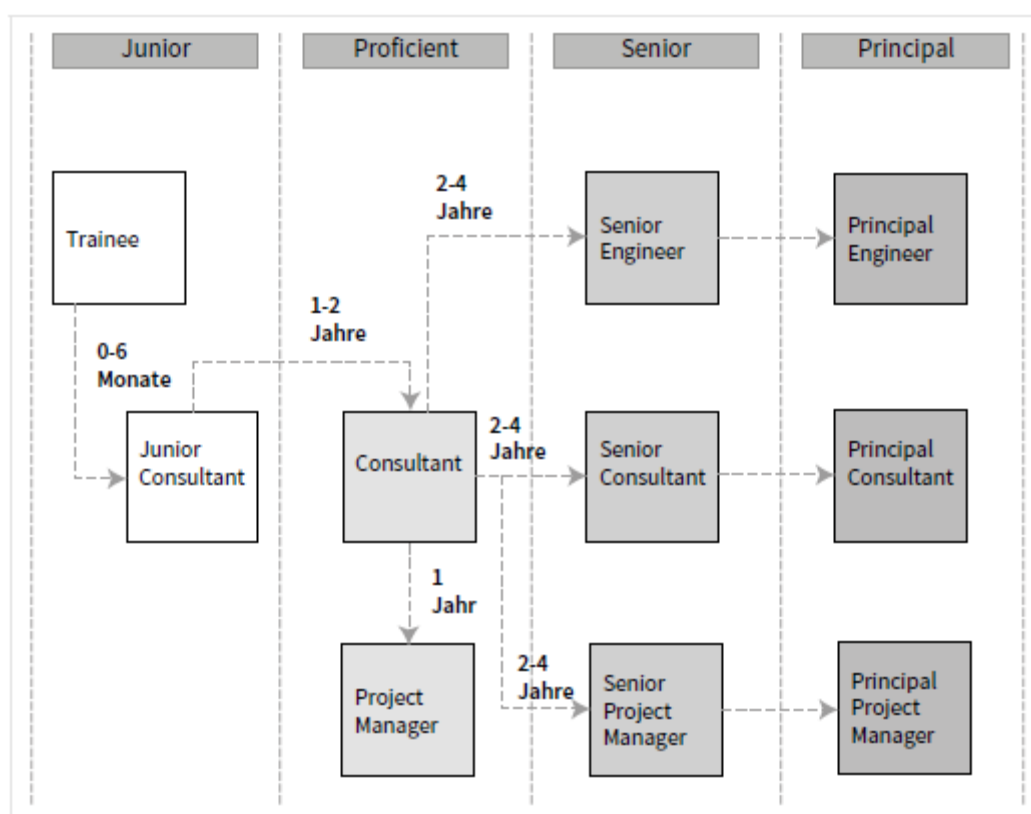 Junior
Proficient
Senior
Principal
2-4
Jahre
Trainee
Senior
Engineer
Principal
Engineer
1-2
Jahre
0-6
Monate
Junior
Consultant
Consultant
2-4
Jahre
Senior
Consultant
Principal
Consultant
1
Jahr
2-4
Jahre
Project
Manager
Senior
Project
Manager
Principal
Project
Manager